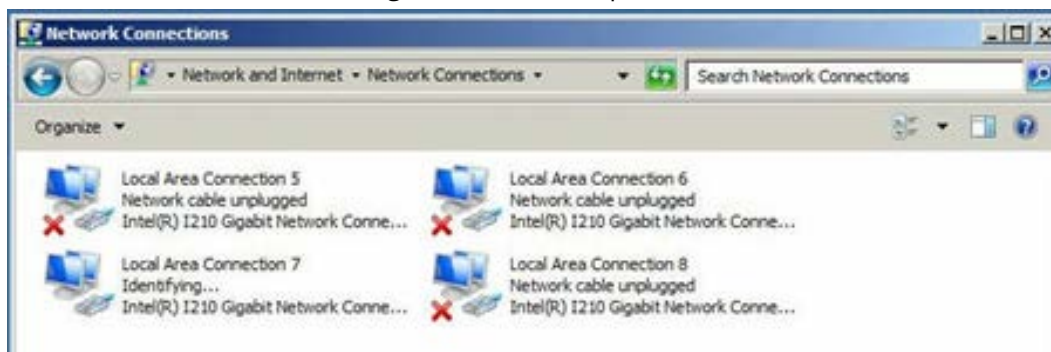 Network Connections
Network and Internet • Network Connections •
Search Network Connections
Organize
Local Area Connection 5
Network cable unplugged
Intel(R) I210 Gigabit Network Conne...
Local Area Connection 6
Network cable unplugged
Intel(R) I210 Gigabit Network Conne...
Local Area Connection 7
Identifying...
Intel(R) I210 Gigabit Network Conne...
Local Area Connection 8
Network cable unplugged
Intel(R) I210 Gigabit Network Conne...